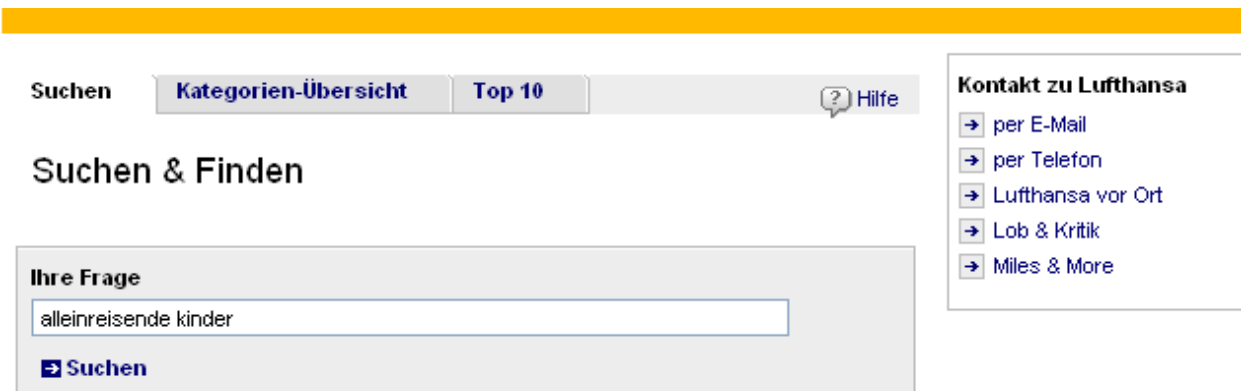 Suchen
Kategorien-Übersicht
Top 10
Hilfe
Suchen & Finden
Ihre Frage
alleinreisende kinder
Suchen
Kontakt zu Lufthansa
per E-Mail
per Telefon
Lufthansa vor Ort
Lob & Kritik
Miles & More